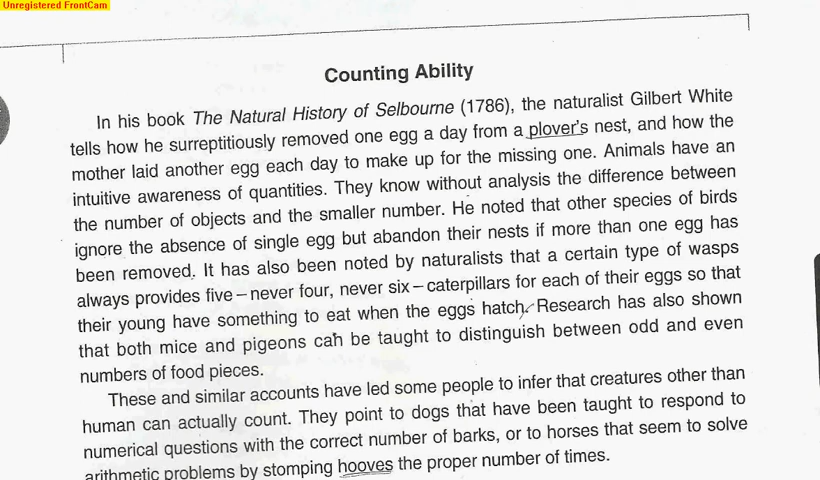 Unregistered FrontCam
Counting Ability
In his book The Natural History of Selbourne (1786), the naturalist Gilbert White
tells how he surreptitiously removed one egg a day from a plover's nest, and how the
mother laid another egg each day to make up for the missing one. Animals have an
intuitive awareness of quantities. They know without analysis the difference between
the number of objects and the smaller number. He noted that other species of birds
ignore the absence of single egg but abandon their nests if more than one egg has
been removed. It has also been noted by naturalists that a certain type of wasps
always provides five – never four, never six – caterpillars for each of their eggs so that
their young have something to eat when the eggs hatch. Research has also shown
that both mice and pigeons can be taught to distinguish between odd and even
numbers of food pieces.
These and similar accounts have led some people to infer that creatures other than
human can actually count. They point to dogs that have been taught to respond to
numerical questions with the correct number of barks, or to horses that seem to solve
arithmetic problems by stomping hooves the proper number of times.